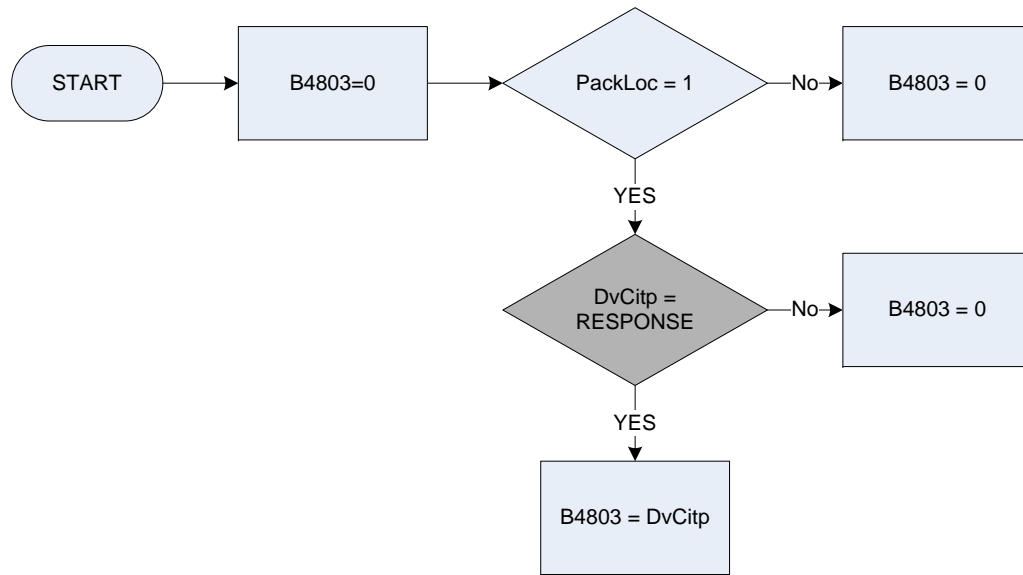 START
B4803=0
PackLoc = 1
No
B4803 = 0
YES
DvCitp =
RESPONSE
No
B4803 = 0
YES
B4803 = DvCitp